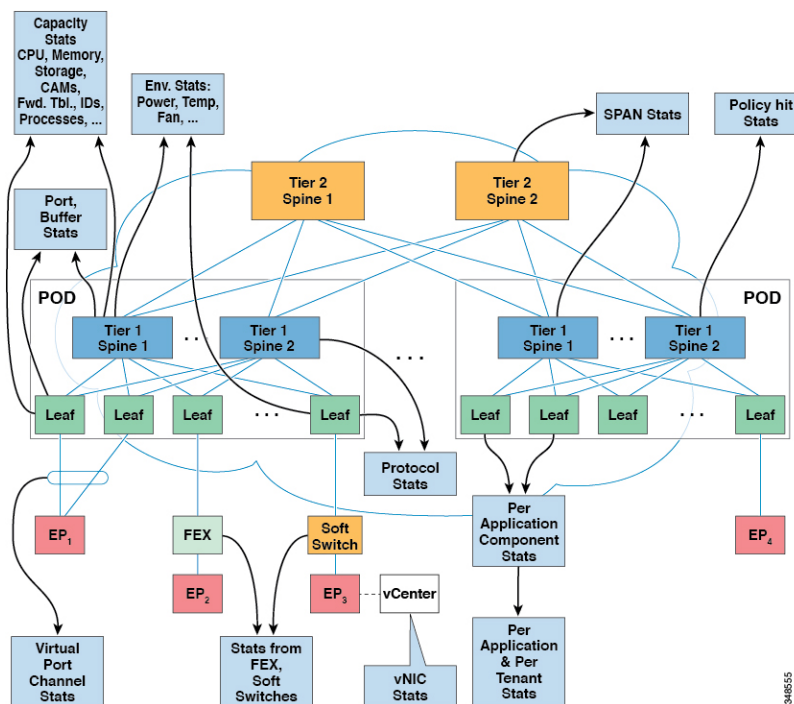 Capacity
Stats
CPU, Memory,
Storage,
CAMs,
Fwd. Tbl., IDs,
Processes, ...
Env. Stats:
Power, Temp,
Fan, ...
SPAN Stats
Policy hit
Stats
Port,
Buffer
Stats
Tier 2
Spine 1
Tier 2
Spine 2
POD
POD
Tier 1
Spine 1
...
Tier 1
Spine 2
...
Tier 1
Spine 1
...
Tier 1
Spine 2
Leaf
Leaf
Leaf
...
Leaf
Leaf
Leaf
Leaf
...
Leaf
Protocol
Stats
EP1
FEX
Soft
Switch
Per
Application
Component
Stats
EP4
EP2
EP3
vCenter
Virtual
Port
Channel
Stats
Stats from
FEX,
Soft
Switches
vNIC
Stats
Per
Application
& Per
Tenant
Stats
348555